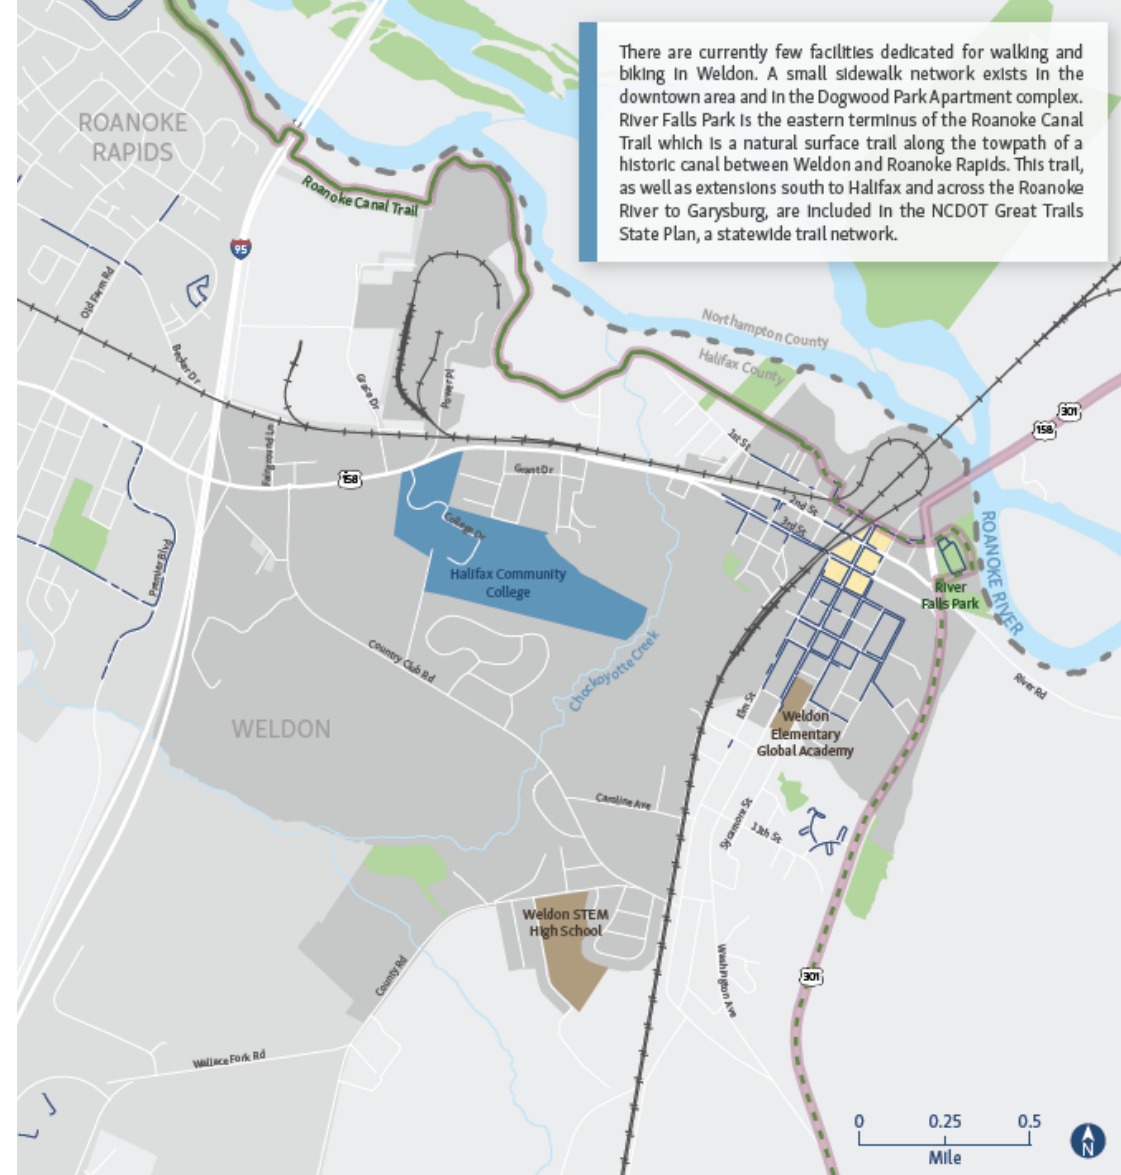 There are currently few facilities dedicated for walking and
biking in Weldon. A small sidewalk network exists in the
downtown area and in the Dogwood Park Apartment complex.
River Falls Park is the eastern terminus of the Roanoke Canal
Trail which is a natural surface trail along the towpath of a
historic canal between Weldon and Roanoke Rapids. This trail,
as well as extensions south to Halifax and across the Roanoke
River to Garysburg, are included in the NCDOT Great Trails
State Plan, a statewide trail network.
ROANOKE
RAPIDS
Roanoke Canal Trail
95
Old Farm Rd
Becker Dr
Grace Dr
Power Pl
Northampton County
Halifax County
301
158
1st St
Fairground Ln
158
Grant Dr
2nd St
3rd St
College Dr
Halifax Community
College
Premier Blvd
ROANOKE RIVER
River
Falls Park
Country Club Rd
Chockoyotte Creek
River Rd
WELDON
Elm St
Weldon
Elementary
Global Academy
Caroline Ave
Sycamore St
13th St
Weldon STEM
High School
County Rd
Washington Ave
301
Wallace Fork Rd
0 0.25 0.5
Mile
N